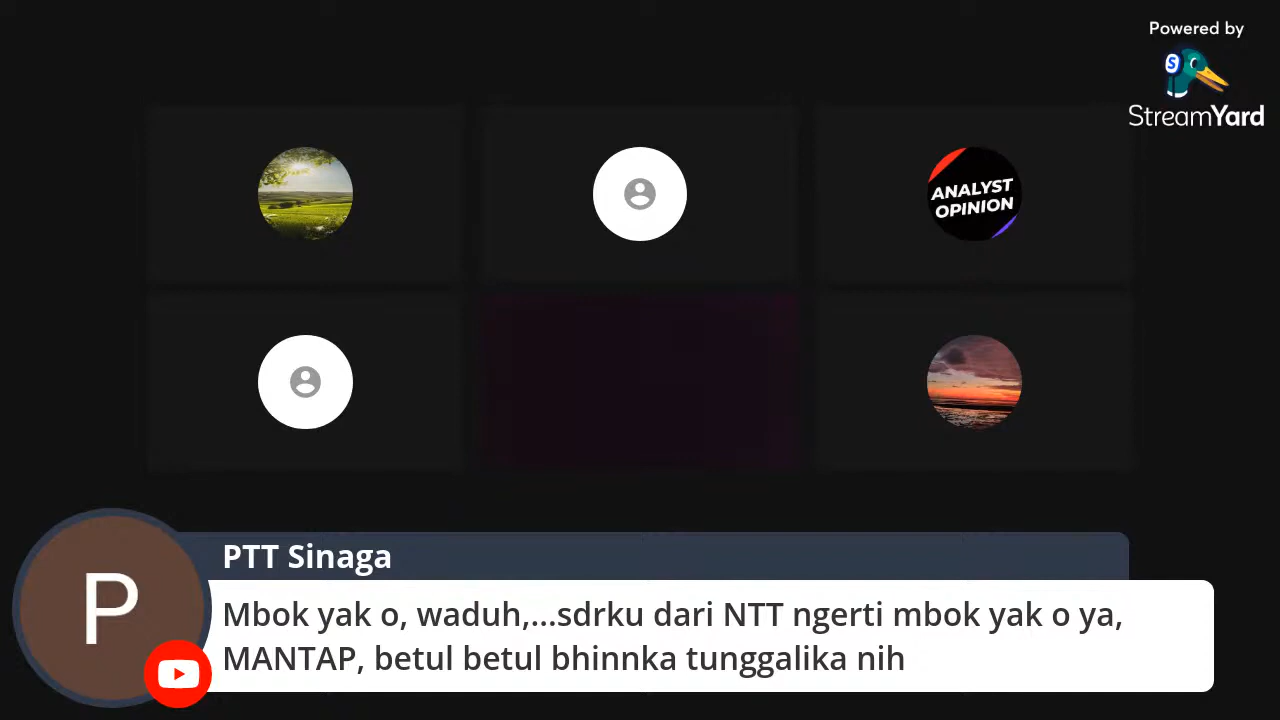 Powered by
S
StreamYard
ANALYST
OPINION
P
PTT Sinaga
Mbok yak o, waduh,...sdrku dari NTT ngerti mbok yak o ya,
MANTAP, betul betul bhinnka tunggalika nih